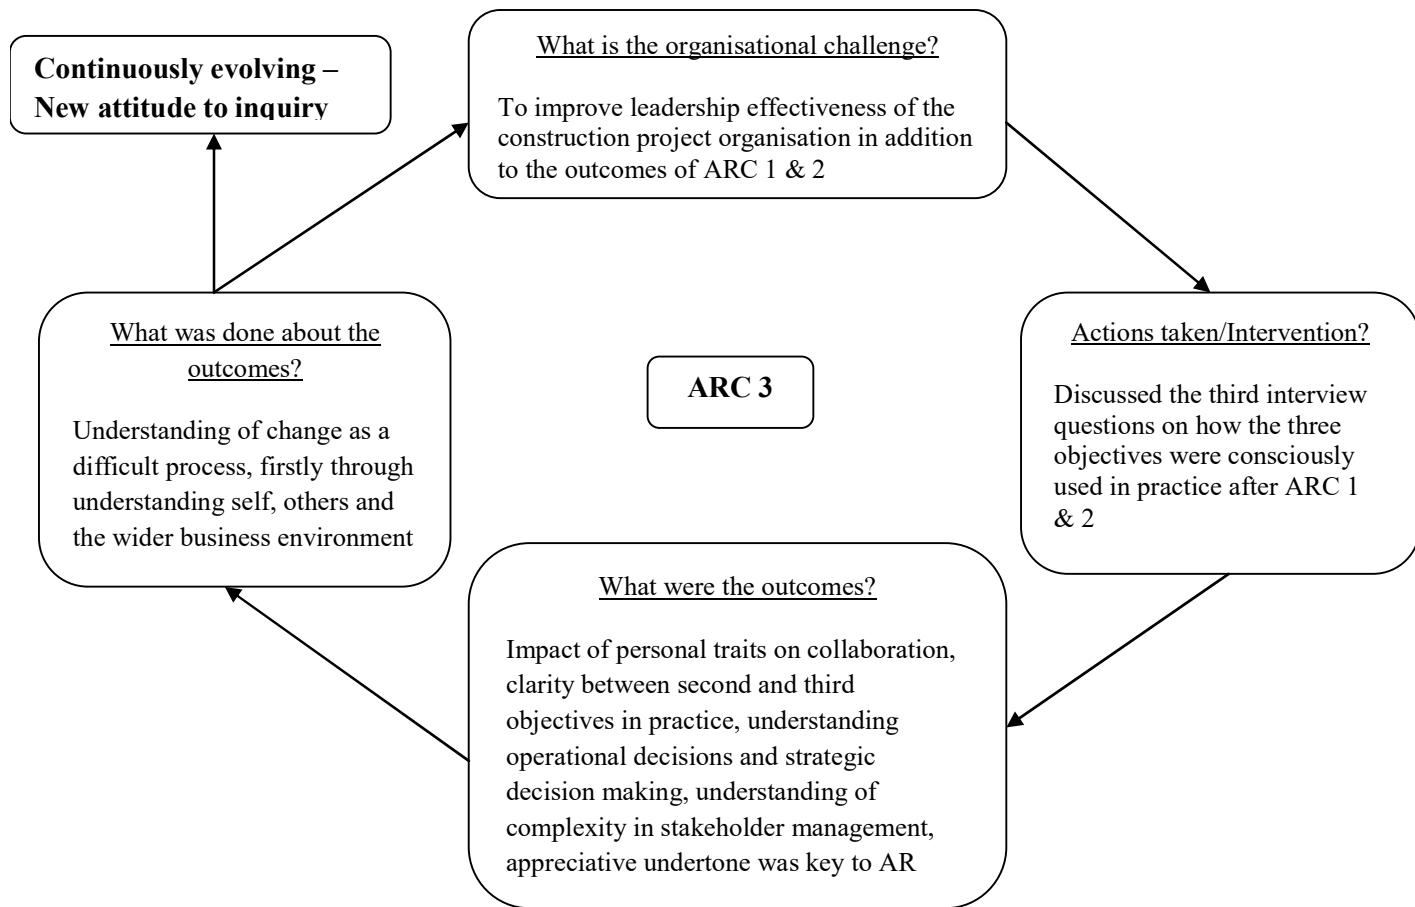 Continuously evolving –
New attitude to inquiry
What is the organisational challenge?
To improve leadership effectiveness of the
construction project organisation in addition
to the outcomes of ARC 1 & 2
What was done about the
outcomes?
Understanding of change as a
difficult process, firstly through
understanding self, others and
the wider business environment
ARC 3
Actions taken/Intervention?
Discussed the third interview
questions on how the three
objectives were consciously
used in practice after ARC 1
& 2
What were the outcomes?
Impact of personal traits on collaboration,
clarity between second and third
objectives in practice, understanding
operational decisions and strategic
decision making, understanding of
complexity in stakeholder management,
appreciative undertone was key to AR